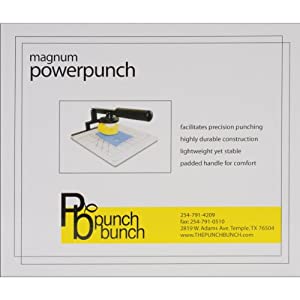 magnum
powerpunch
facilitates precision punching
highly durable construction
lightweight yet stable
padded handle for comfort
Pb punch
bunch
254-791-4209
fax: 254-791-0510
2819 W. Adams Ave. Temple, TX 76504
www.THEPUNCHBUNCH.COM